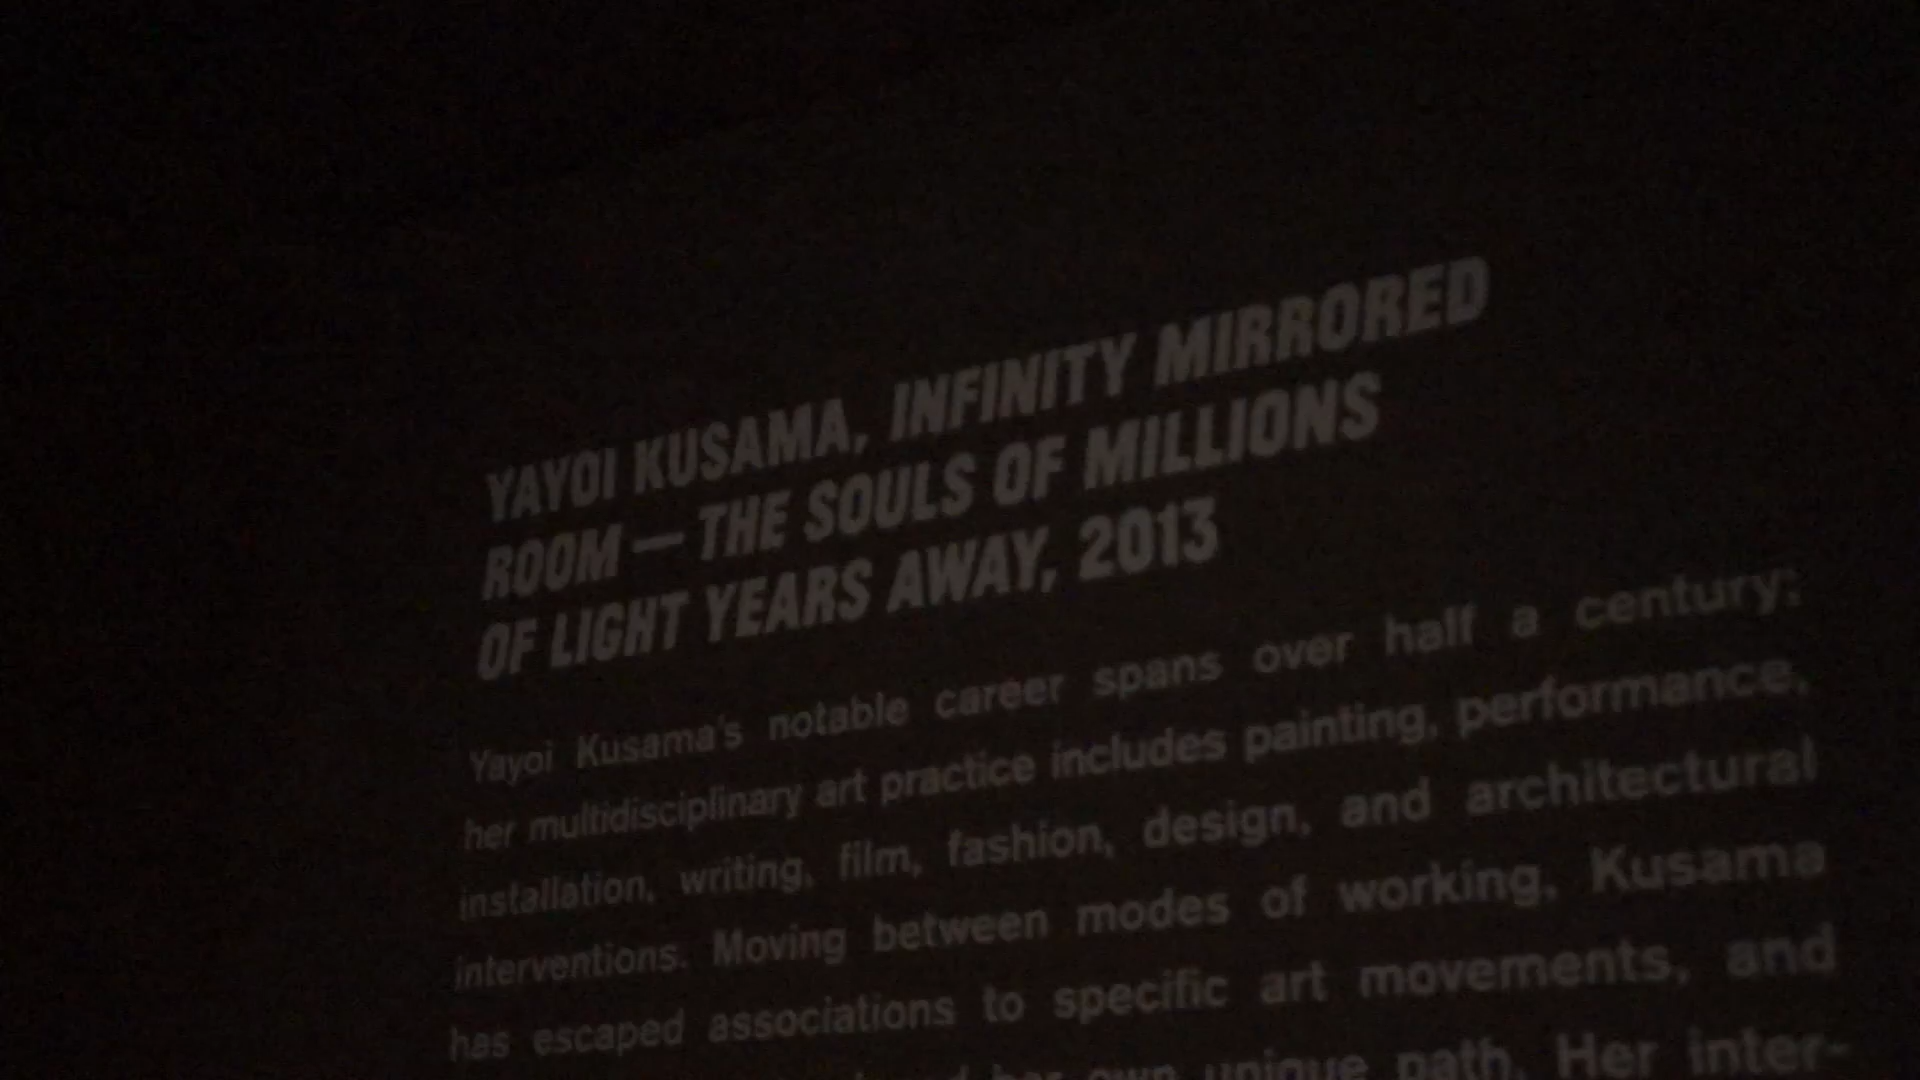 YAYOI KUSAMA, INFINITY MIRRORED
ROOM — THE SOULS OF MILLIONS
OF LIGHT YEARS AWAY, 2013
Yayoi Kusama's notable career spans over half a century;
her multidisciplinary art practice includes painting, performance,
installation, writing, film, fashion, design, and architectural
interventions. Moving between modes of working, Kusama
has escaped associations to specific art movements, and
her own unique path. Her inter-